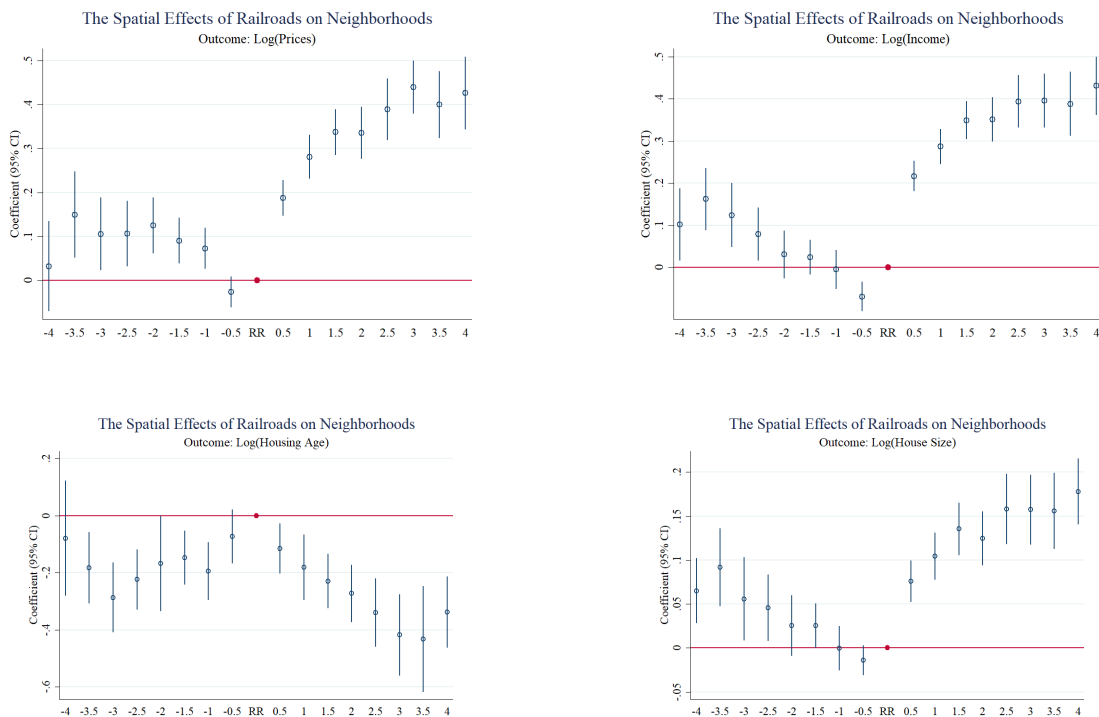 The Spatial Effects of Railroads on Neighborhoods
Outcome: Log(Prices)
Coefficient (95% CI)
.5
.4
.3
.2
.1
0
-4 -3.5 -3 -2.5 -2 -1.5 -1 -0.5 RR 0.5 1 1.5 2 2.5 3 3.5 4
The Spatial Effects of Railroads on Neighborhoods
Outcome: Log(Income)
Coefficient (95% CI)
.5
.4
.3
.2
.1
0
-4 -3.5 -3 -2.5 -2 -1.5 -1 -0.5 RR 0.5 1 1.5 2 2.5 3 3.5 4
The Spatial Effects of Railroads on Neighborhoods
Outcome: Log(Housing Age)
Coefficient (95% CI)
.2
0
-.2
-.4
-.6
-4 -3.5 -3 -2.5 -2 -1.5 -1 -0.5 RR 0.5 1 1.5 2 2.5 3 3.5 4
The Spatial Effects of Railroads on Neighborhoods
Outcome: Log(House Size)
Coefficient (95% CI)
.2
.15
.1
.05
0
-.05
-4 -3.5 -3 -2.5 -2 -1.5 -1 -0.5 RR 0.5 1 1.5 2 2.5 3 3.5 4